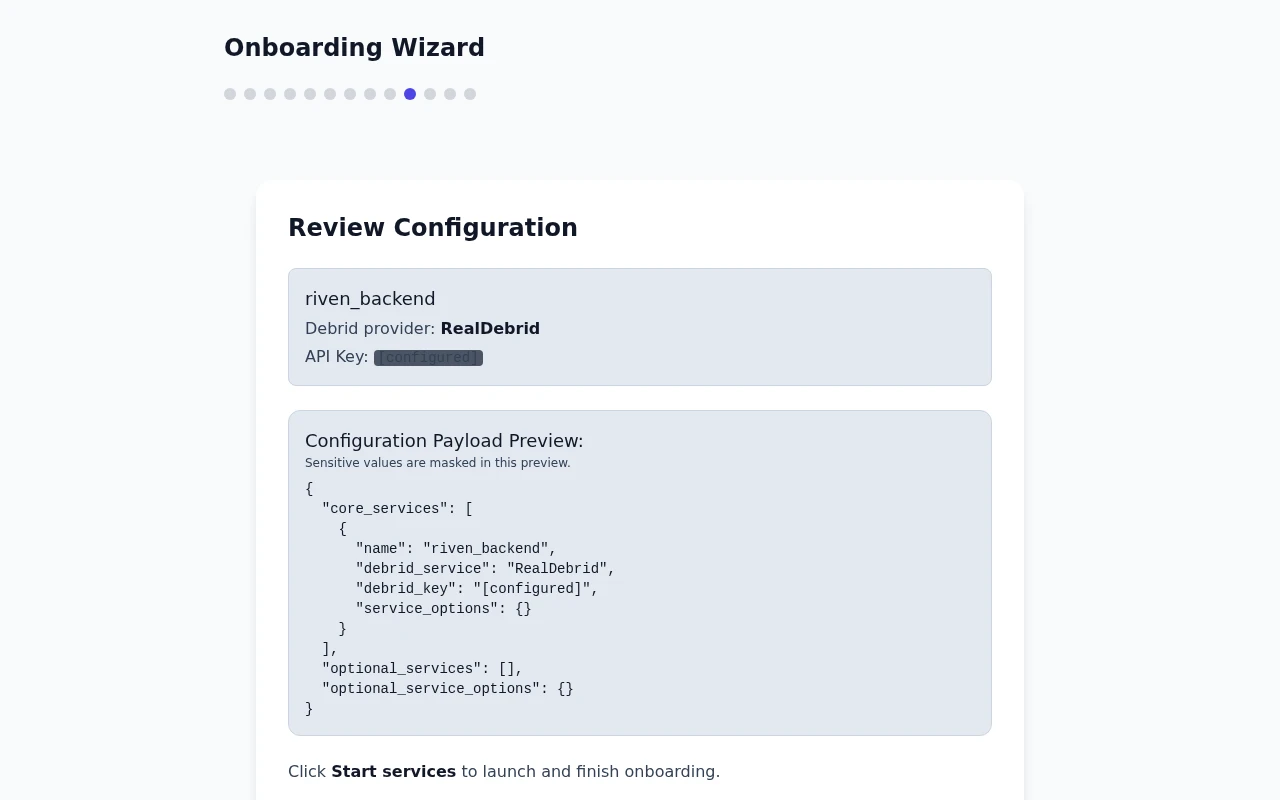 Onboarding Wizard
Review Configuration
riven_backend
Debrid provider: RealDebrid
API Key: [configured]
Configuration Payload Preview:
Sensitive values are masked in this preview.
{
  "core_services": [
    {
      "name": "riven_backend",
      "debrid_service": "RealDebrid",
      "debrid_key": "[configured]",
      "service_options": {}
    }
  ],
  "optional_services": [],
  "optional_service_options": {}
}
Click Start services to launch and finish onboarding.